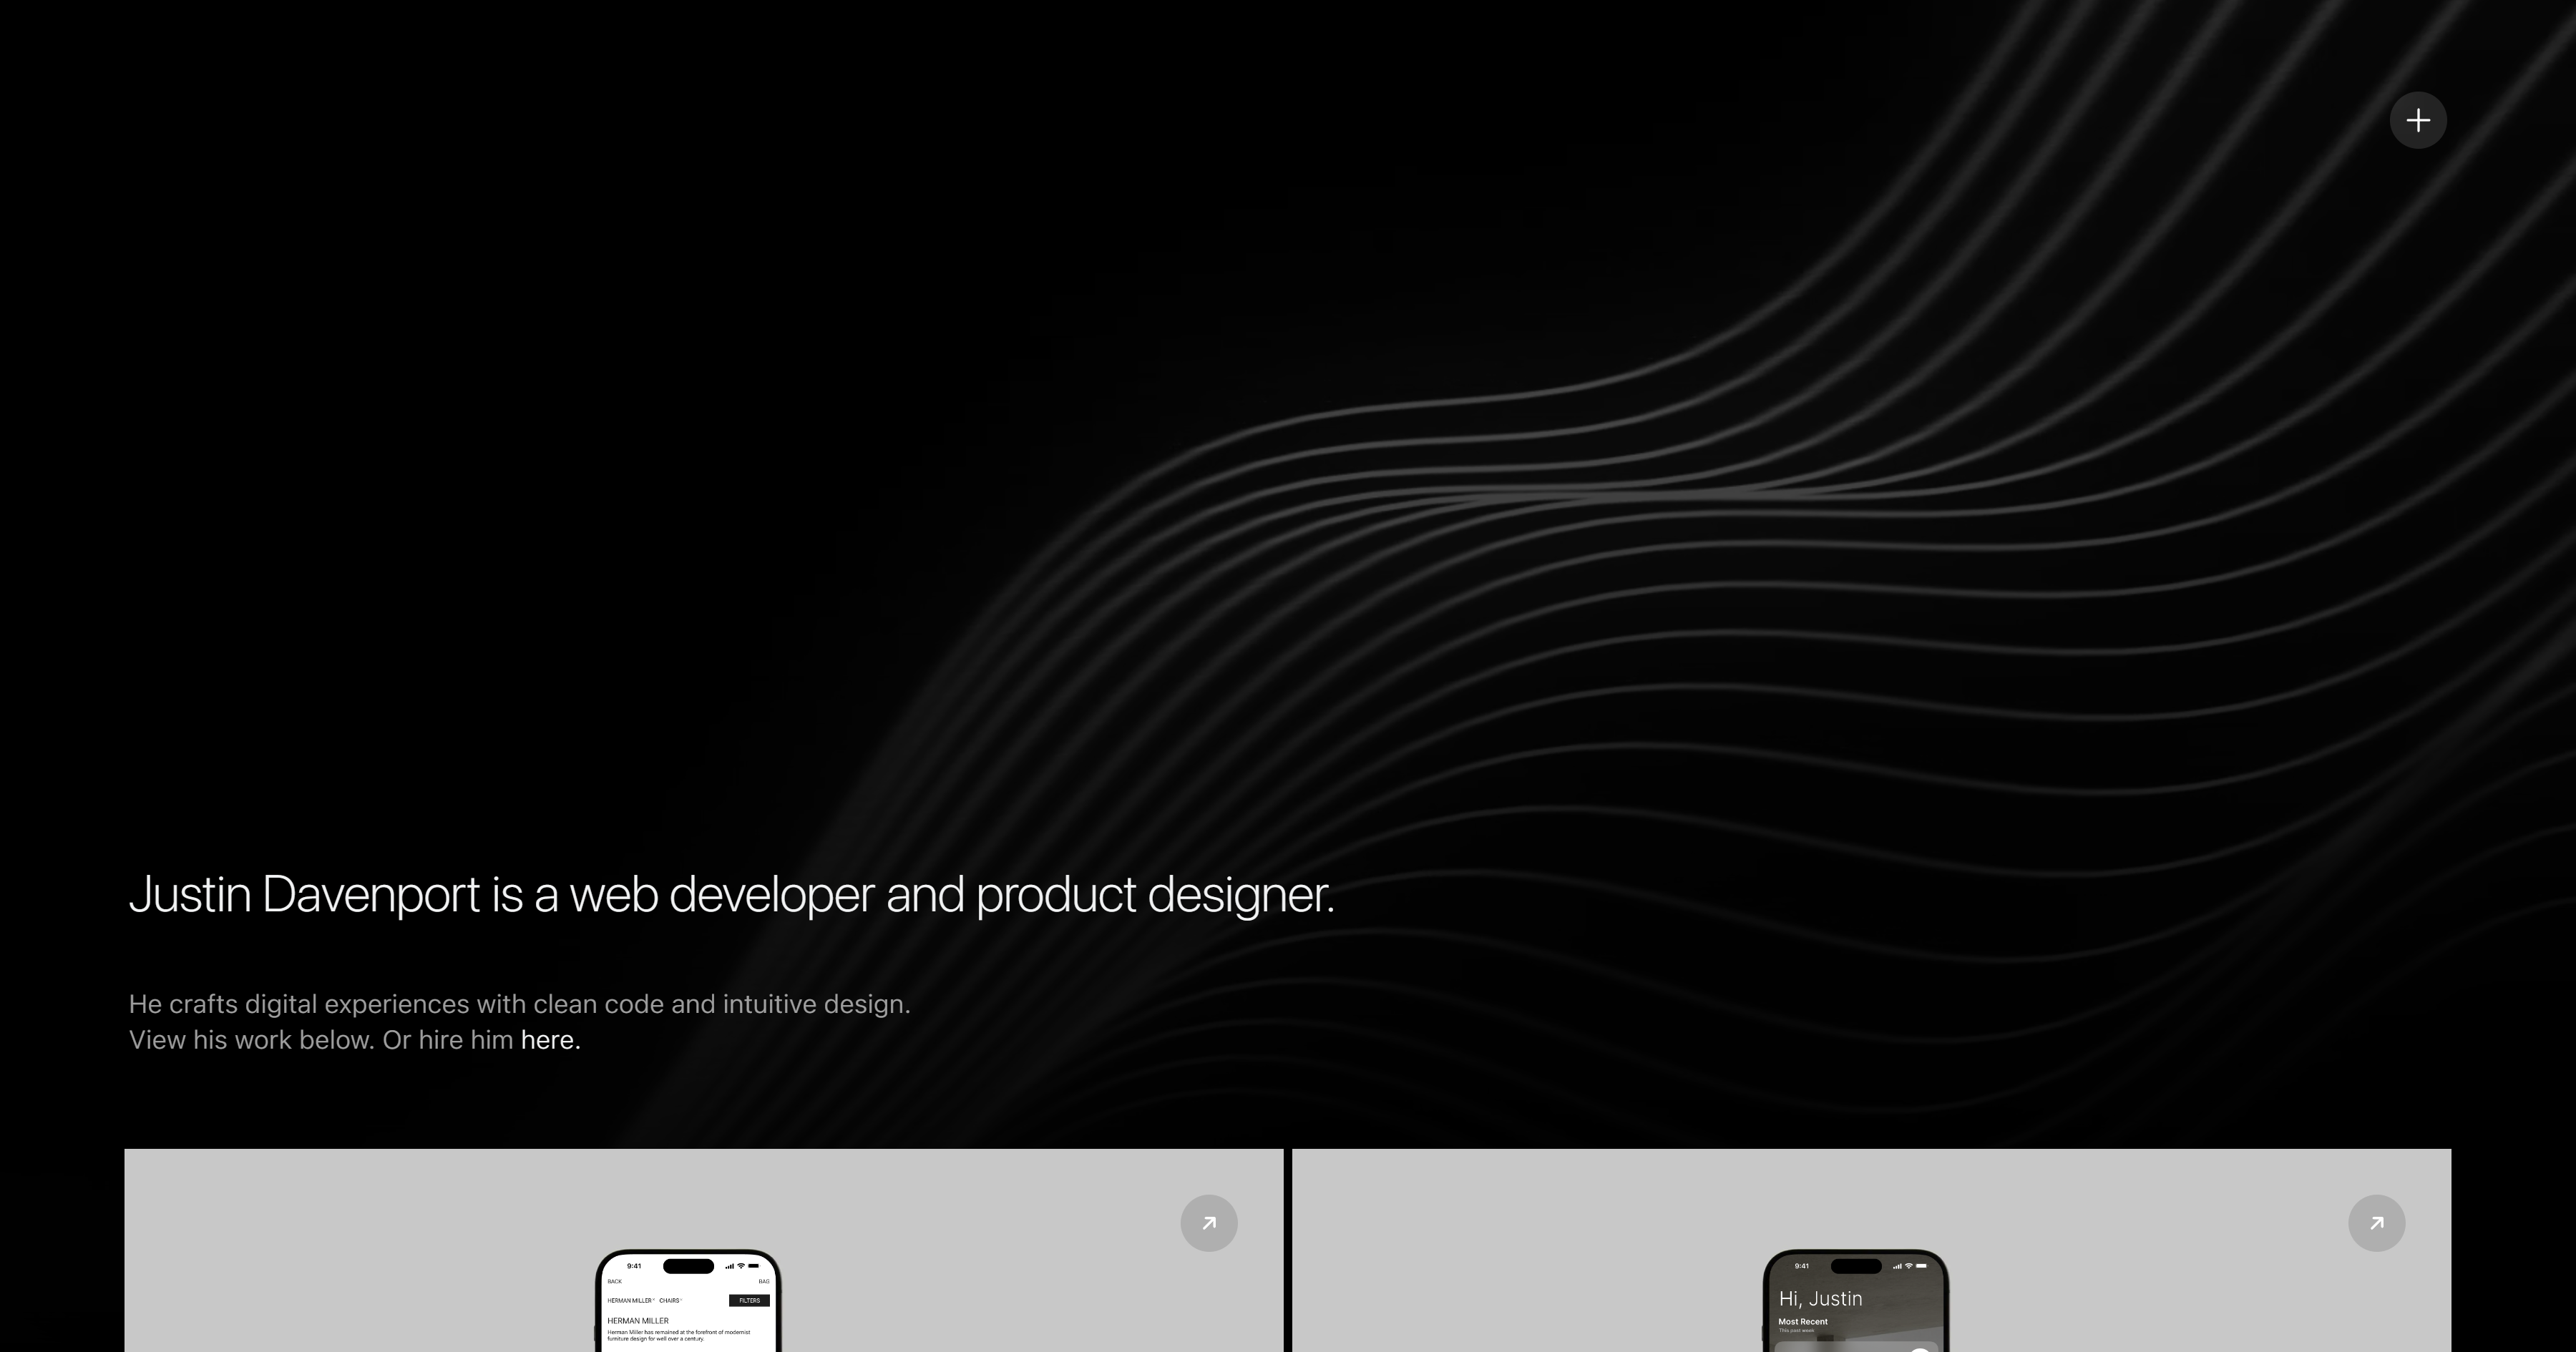 Justin Davenport is a web developer and product designer.
He crafts digital experiences with clean code and intuitive design.
View his work below. Or hire him here.
9:41
BACK BAG
HERMAN MILLER CHAIRS FILTERS
HERMAN MILLER
Herman Miller has remained at the forefront of modernist
furniture design for well over a century.
9:41
Hi, Justin
Most Recent
This past week